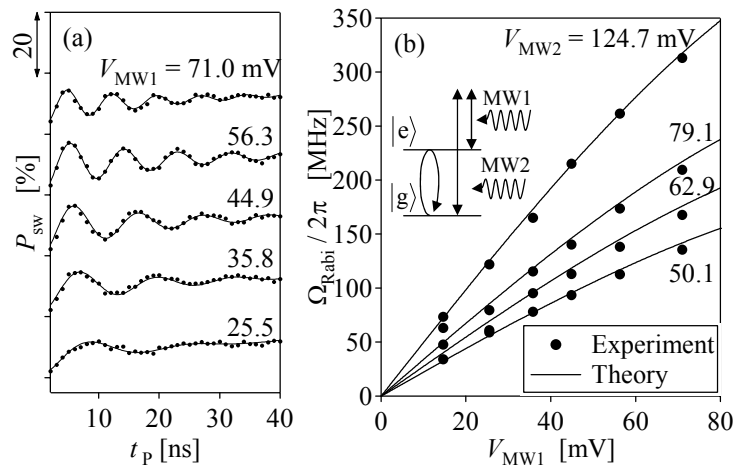 (a)
20
V_MW1 = 71.0 mV
56.3
44.9
35.8
25.5
P_sw [%]
10 20 30 40
t_P [ns]
(b)
V_MW2 = 124.7 mV
79.1
62.9
50.1
MW1
|e⟩
MW2
|g⟩
Experiment
Theory
350
300
250
200
150
100
50
0
0 20 40 60 80
Ω_Rabi / 2π [MHz]
V_MW1 [mV]